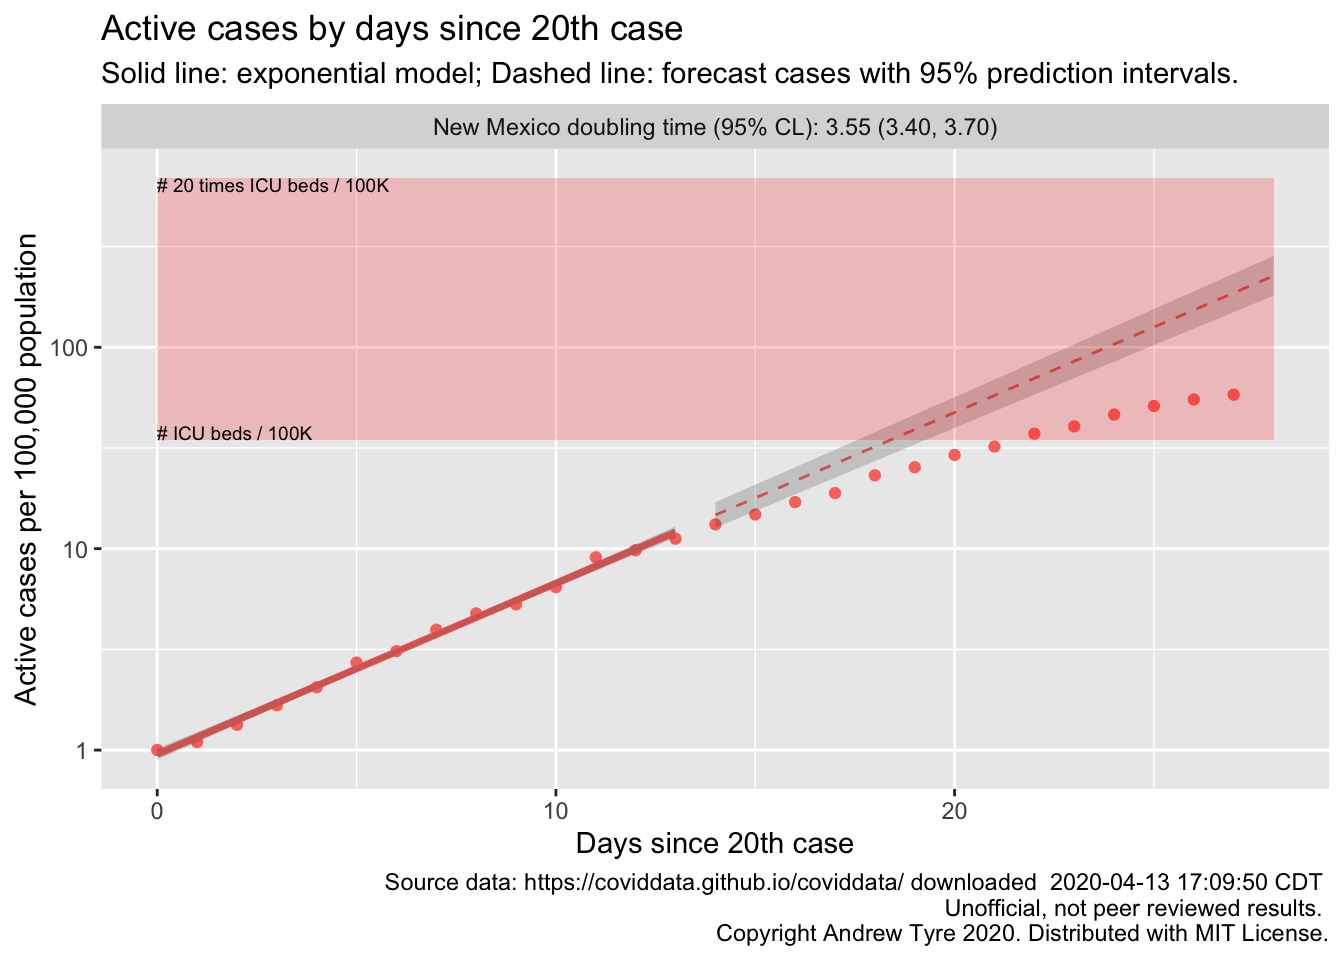 Active cases by days since 20th case
Solid line: exponential model; Dashed line: forecast cases with 95% prediction intervals.
New Mexico doubling time (95% CL): 3.55 (3.40, 3.70)
# 20 times ICU beds / 100K
# ICU beds / 100K
Active cases per 100,000 population
100
10
1
0
10
20
Days since 20th case
Source data: https://coviddata.github.io/coviddata/ downloaded  2020-04-13 17:09:50 CDT
Unofficial, not peer reviewed results.
Copyright Andrew Tyre 2020. Distributed with MIT License.